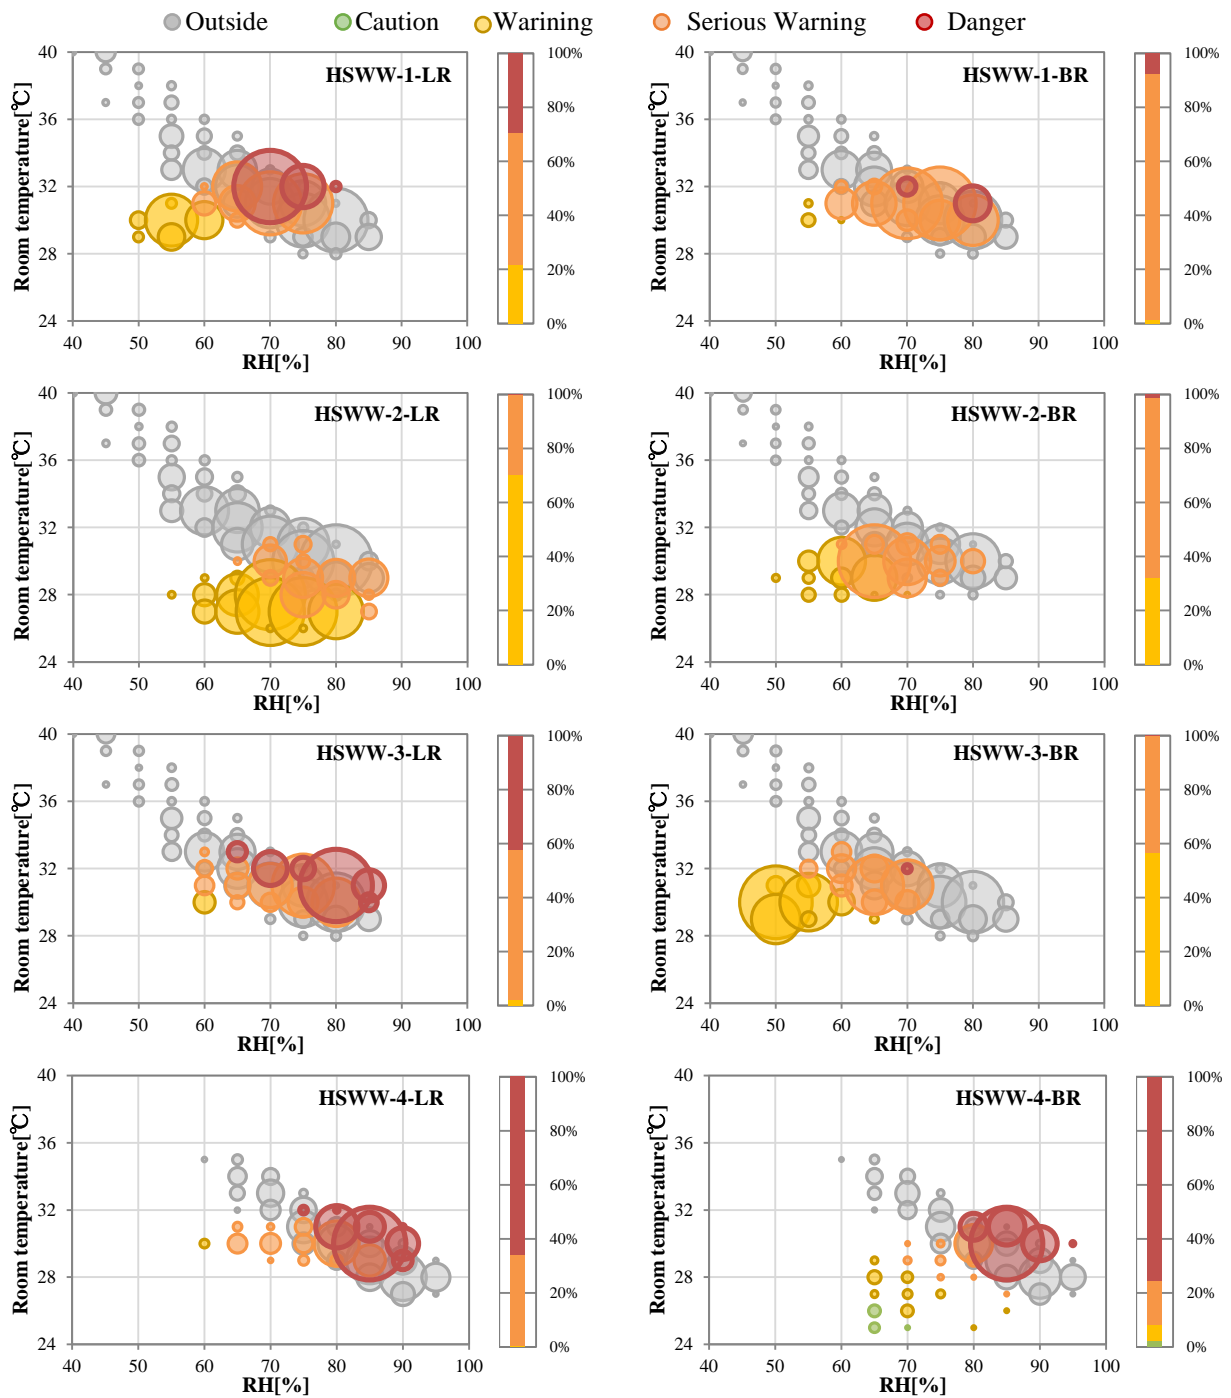 Outside Caution Warining Serious Warning Danger
HSWW-1-LR
Room temperature[℃]
40
36
32
28
24
40 50 60 70 80 90 100
RH[%]
100%
80%
60%
40%
20%
0%
HSWW-1-BR
Room temperature[℃]
40
36
32
28
24
40 50 60 70 80 90 100
RH[%]
100%
80%
60%
40%
20%
0%
HSWW-2-LR
Room temperature[℃]
40
36
32
28
24
40 50 60 70 80 90 100
RH[%]
100%
80%
60%
40%
20%
0%
HSWW-2-BR
Room temperature[℃]
40
36
32
28
24
40 50 60 70 80 90 100
RH[%]
100%
80%
60%
40%
20%
0%
HSWW-3-LR
Room temperature[℃]
40
36
32
28
24
40 50 60 70 80 90 100
RH[%]
100%
80%
60%
40%
20%
0%
HSWW-3-BR
Room temperature[℃]
40
36
32
28
24
40 50 60 70 80 90 100
RH[%]
100%
80%
60%
40%
20%
0%
HSWW-4-LR
Room temperature[℃]
40
36
32
28
24
40 50 60 70 80 90 100
RH[%]
100%
80%
60%
40%
20%
0%
HSWW-4-BR
Room temperature[℃]
40
36
32
28
24
40 50 60 70 80 90 100
RH[%]
100%
80%
60%
40%
20%
0%